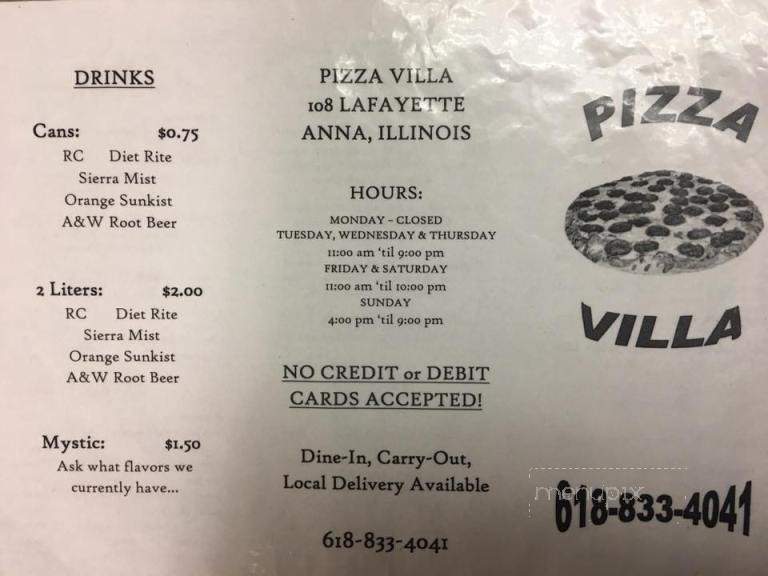 DRINKS
Cans: $0.75
RC Diet Rite
Sierra Mist
Orange Sunkist
A&W Root Beer
2 Liters: $2.00
RC Diet Rite
Sierra Mist
Orange Sunkist
A&W Root Beer
Mystic: $1.50
Ask what flavors we
currently have...
PIZZA VILLA
108 LAFAYETTE
ANNA, ILLINOIS
HOURS:
MONDAY - CLOSED
TUESDAY, WEDNESDAY & THURSDAY
11:00 am 'til 9:00 pm
FRIDAY & SATURDAY
11:00 am 'til 10:00 pm
SUNDAY
4:00 pm 'til 9:00 pm
NO CREDIT or DEBIT
CARDS ACCEPTED!
Dine-In, Carry-Out,
Local Delivery Available
618-833-4041
PIZZA
VILLA
menupix
618-833-4041